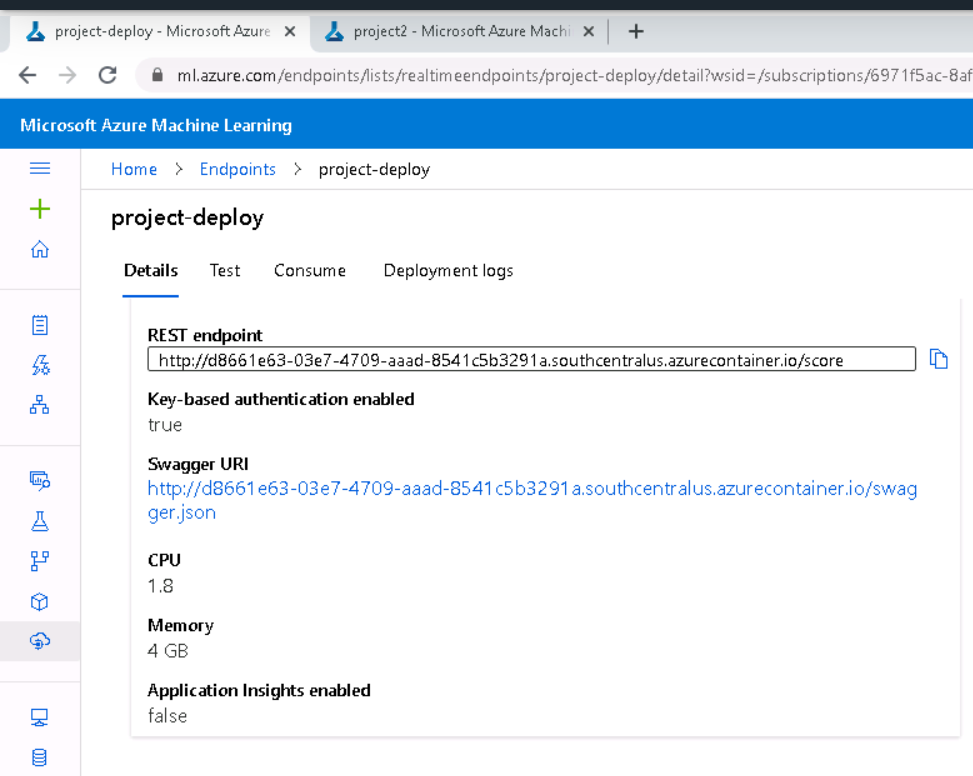 project-deploy - Microsoft Azure
project2 - Microsoft Azure Machi
ml.azure.com/endpoints/lists/realtimeendpoints/project-deploy/detail?wsid=/subscriptions/6971f5ac-8af
Microsoft Azure Machine Learning
Home > Endpoints > project-deploy
project-deploy
Details Test Consume Deployment logs
REST endpoint
http://d8661e63-03e7-4709-aaad-8541c5b3291a.southcentralus.azurecontainer.io/score
Key-based authentication enabled
true
Swagger URI
http://d8661e63-03e7-4709-aaad-8541c5b3291a.southcentralus.azurecontainer.io/swag
ger.json
CPU
1.8
Memory
4 GB
Application Insights enabled
false